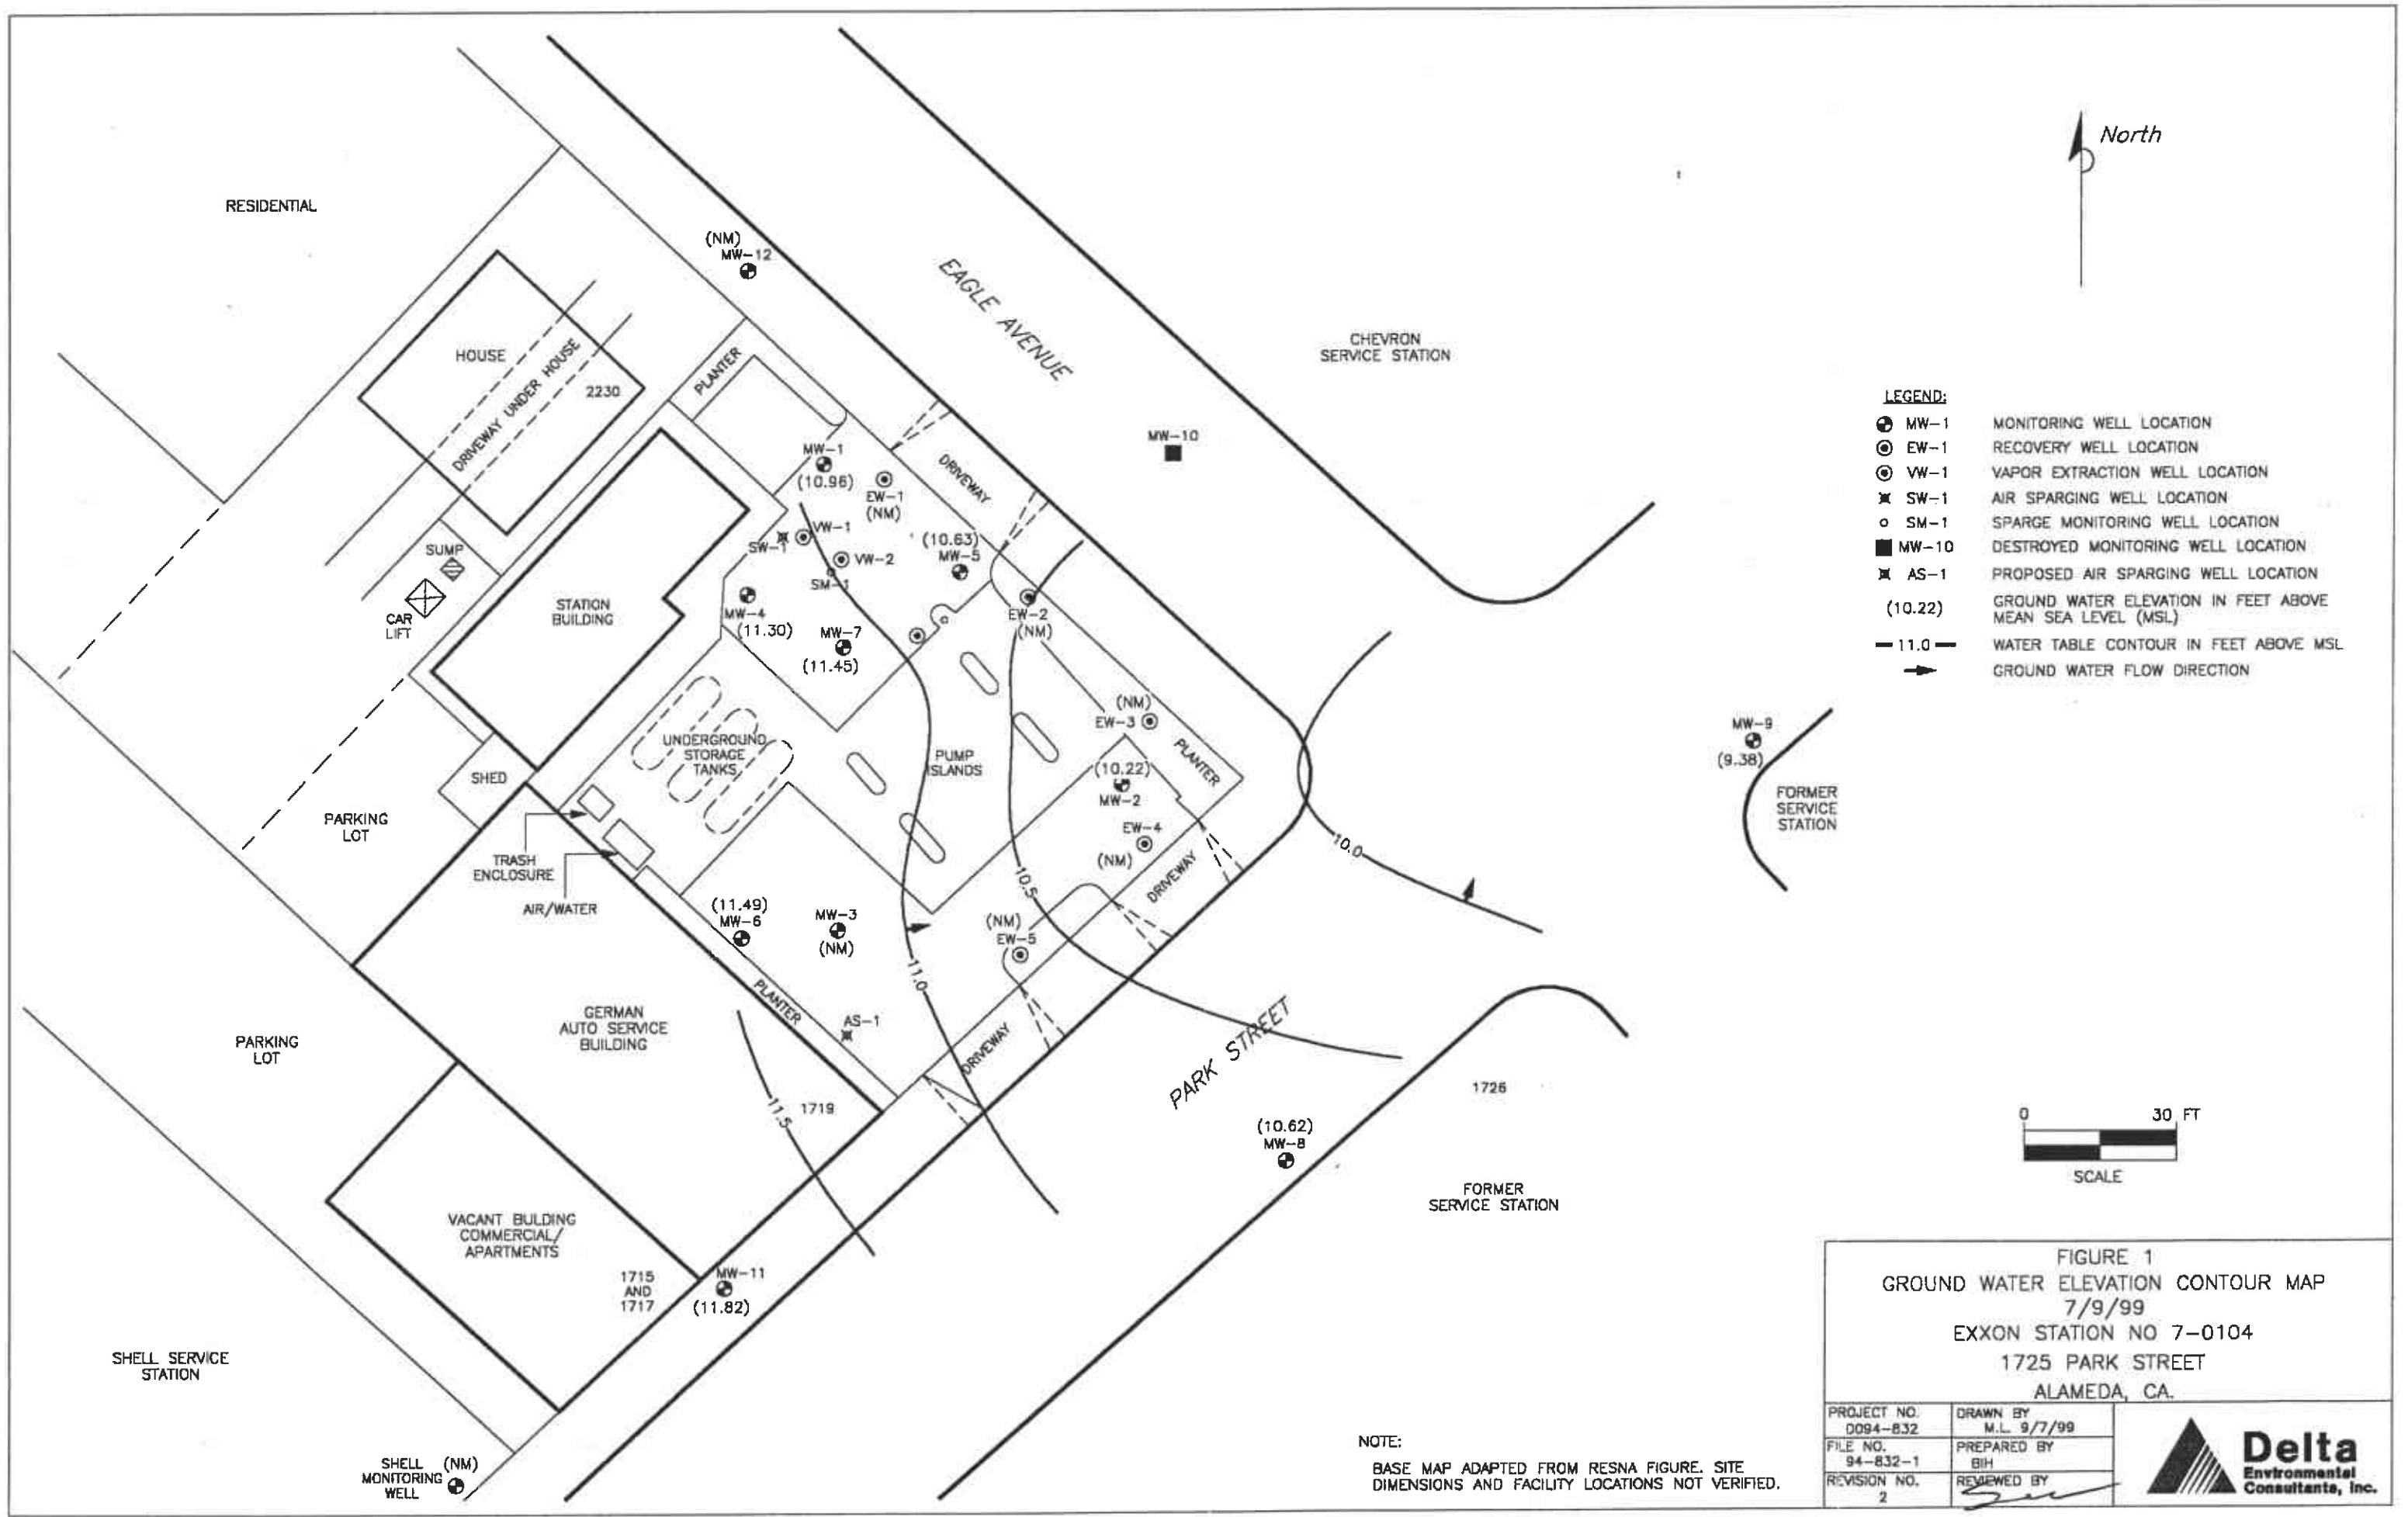 North
RESIDENTIAL
(NM)
MW-12
EAGLE AVENUE
CHEVRON
SERVICE STATION
HOUSE
DRIVEWAY UNDER HOUSE
2230
PLANTER
MW-10
MW-1
(10.96)
EW-1
(NM)
DRIVEWAY
VW-1
SW-1
VW-2
SM-1
(10.63)
MW-5
SUMP
CAR
LIFT
STATION
BUILDING
MW-4
(11.30)
MW-7
(11.45)
EW-2
(NM)
LEGEND:
MW-1 MONITORING WELL LOCATION
EW-1 RECOVERY WELL LOCATION
VW-1 VAPOR EXTRACTION WELL LOCATION
SW-1 AIR SPARGING WELL LOCATION
SM-1 SPARGE MONITORING WELL LOCATION
MW-10 DESTROYED MONITORING WELL LOCATION
AS-1 PROPOSED AIR SPARGING WELL LOCATION
(10.22) GROUND WATER ELEVATION IN FEET ABOVE
MEAN SEA LEVEL (MSL)
11.0 WATER TABLE CONTOUR IN FEET ABOVE MSL
GROUND WATER FLOW DIRECTION
(NM)
EW-3
PLANTER
MW-9
(9.38)
FORMER
SERVICE
STATION
UNDERGROUND
STORAGE
TANKS
PUMP
ISLANDS
(10.22)
MW-2
EW-4
(NM)
DRIVEWAY
10.0
SHED
PARKING
LOT
TRASH
ENCLOSURE
AIR/WATER
10.5
(11.49)
MW-6
MW-3
(NM)
(NM)
EW-5
11.0
PLANTER
AS-1
DRIVEWAY
GERMAN
AUTO SERVICE
BUILDING
PARKING
LOT
PARK STREET
11.5
1719
1726
(10.62)
MW-8
FORMER
SERVICE STATION
0 30 FT
SCALE
VACANT BULDING
COMMERCIAL/
APARTMENTS
1715
AND
1717
MW-11
(11.82)
SHELL SERVICE
STATION
SHELL (NM)
MONITORING
WELL
NOTE:
BASE MAP ADAPTED FROM RESNA FIGURE. SITE
DIMENSIONS AND FACILITY LOCATIONS NOT VERIFIED.
FIGURE 1
GROUND WATER ELEVATION CONTOUR MAP
7/9/99
EXXON STATION NO 7-0104
1725 PARK STREET
ALAMEDA, CA.
PROJECT NO.
D094-832
DRAWN BY
M.L. 9/7/99
FILE NO.
94-832-1
PREPARED BY
BIH
REVISION NO.
2
REVIEWED BY
Delta
Environmental
Consultants, Inc.